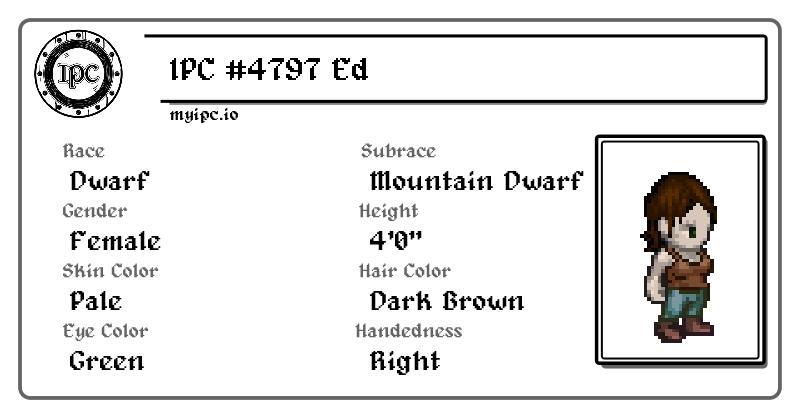 IPC
IPC #4797 Ed
myipc.io
Race
Dwarf
Subrace
Mountain Dwarf
Gender
Female
Height
4'0"
Skin Color
Pale
Hair Color
Dark Brown
Eye Color
Green
Handedness
Right